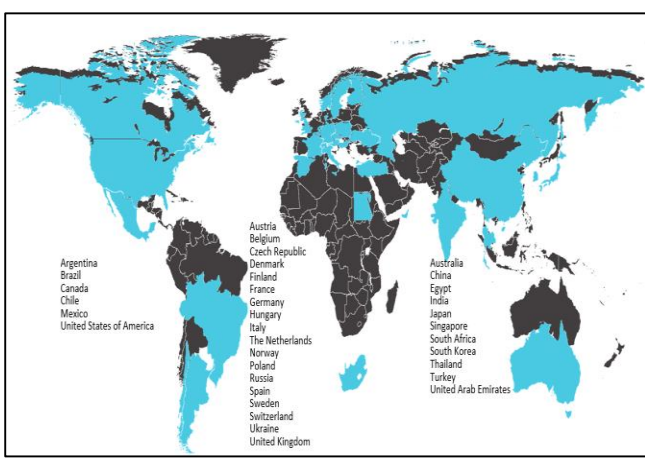 Argentina
Brazil
Canada
Chile
Mexico
United States of America
Austria
Belgium
Czech Republic
Denmark
Finland
France
Germany
Hungary
Italy
The Netherlands
Norway
Poland
Russia
Spain
Sweden
Switzerland
Ukraine
United Kingdom
Australia
China
Egypt
India
Japan
Singapore
South Africa
South Korea
Thailand
Turkey
United Arab Emirates